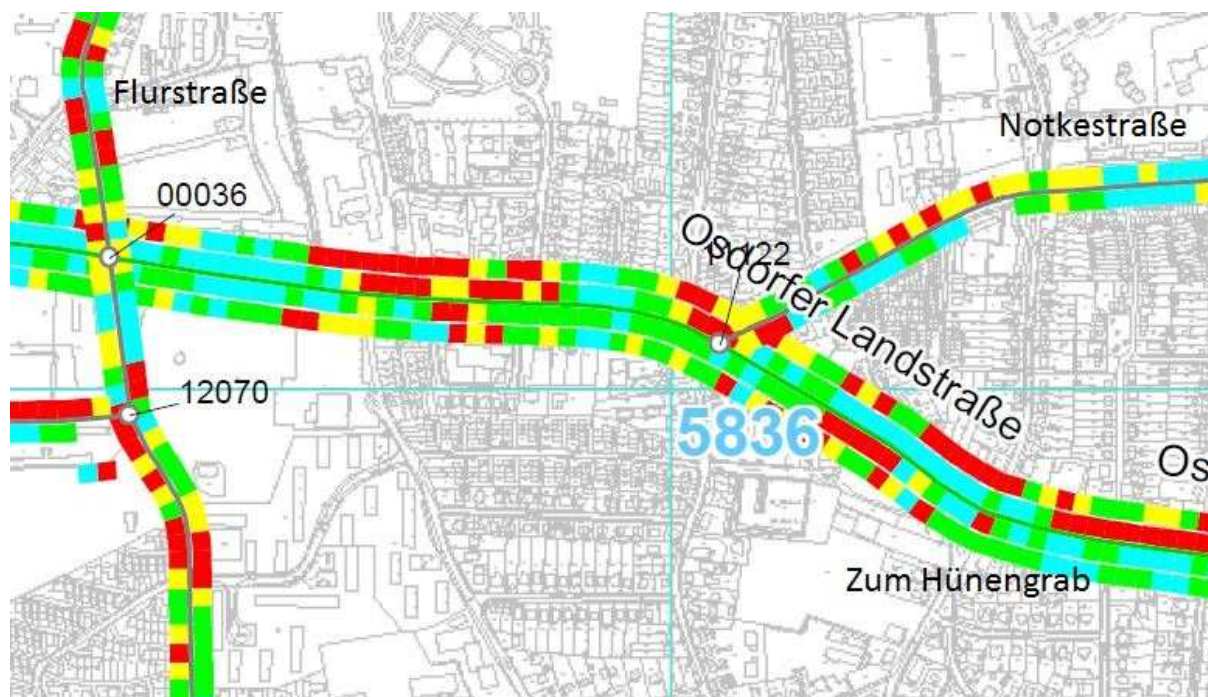 Flurstraße
Notkestraße
00036
Osdorfer Landstraße
12070
5836
Os
Zum Hünengrab